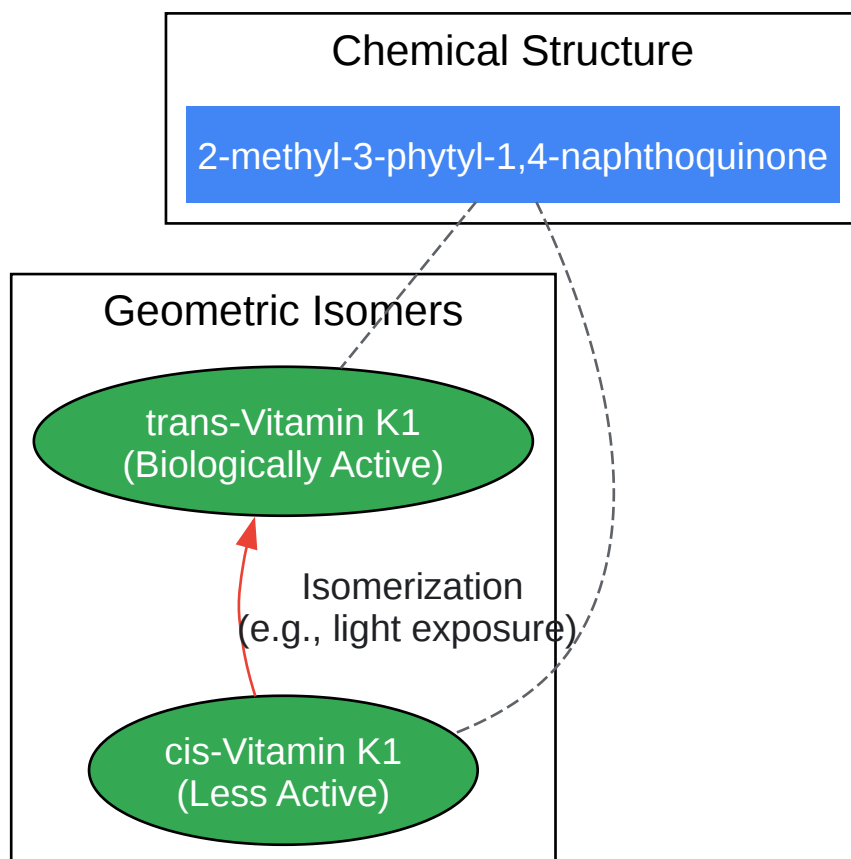 Chemical Structure
2-methyl-3-phytyl-1,4-naphthoquinone
Geometric Isomers
trans-Vitamin K1
(Biologically Active)
Isomerization
(e.g., light exposure)
cis-Vitamin K1
(Less Active)